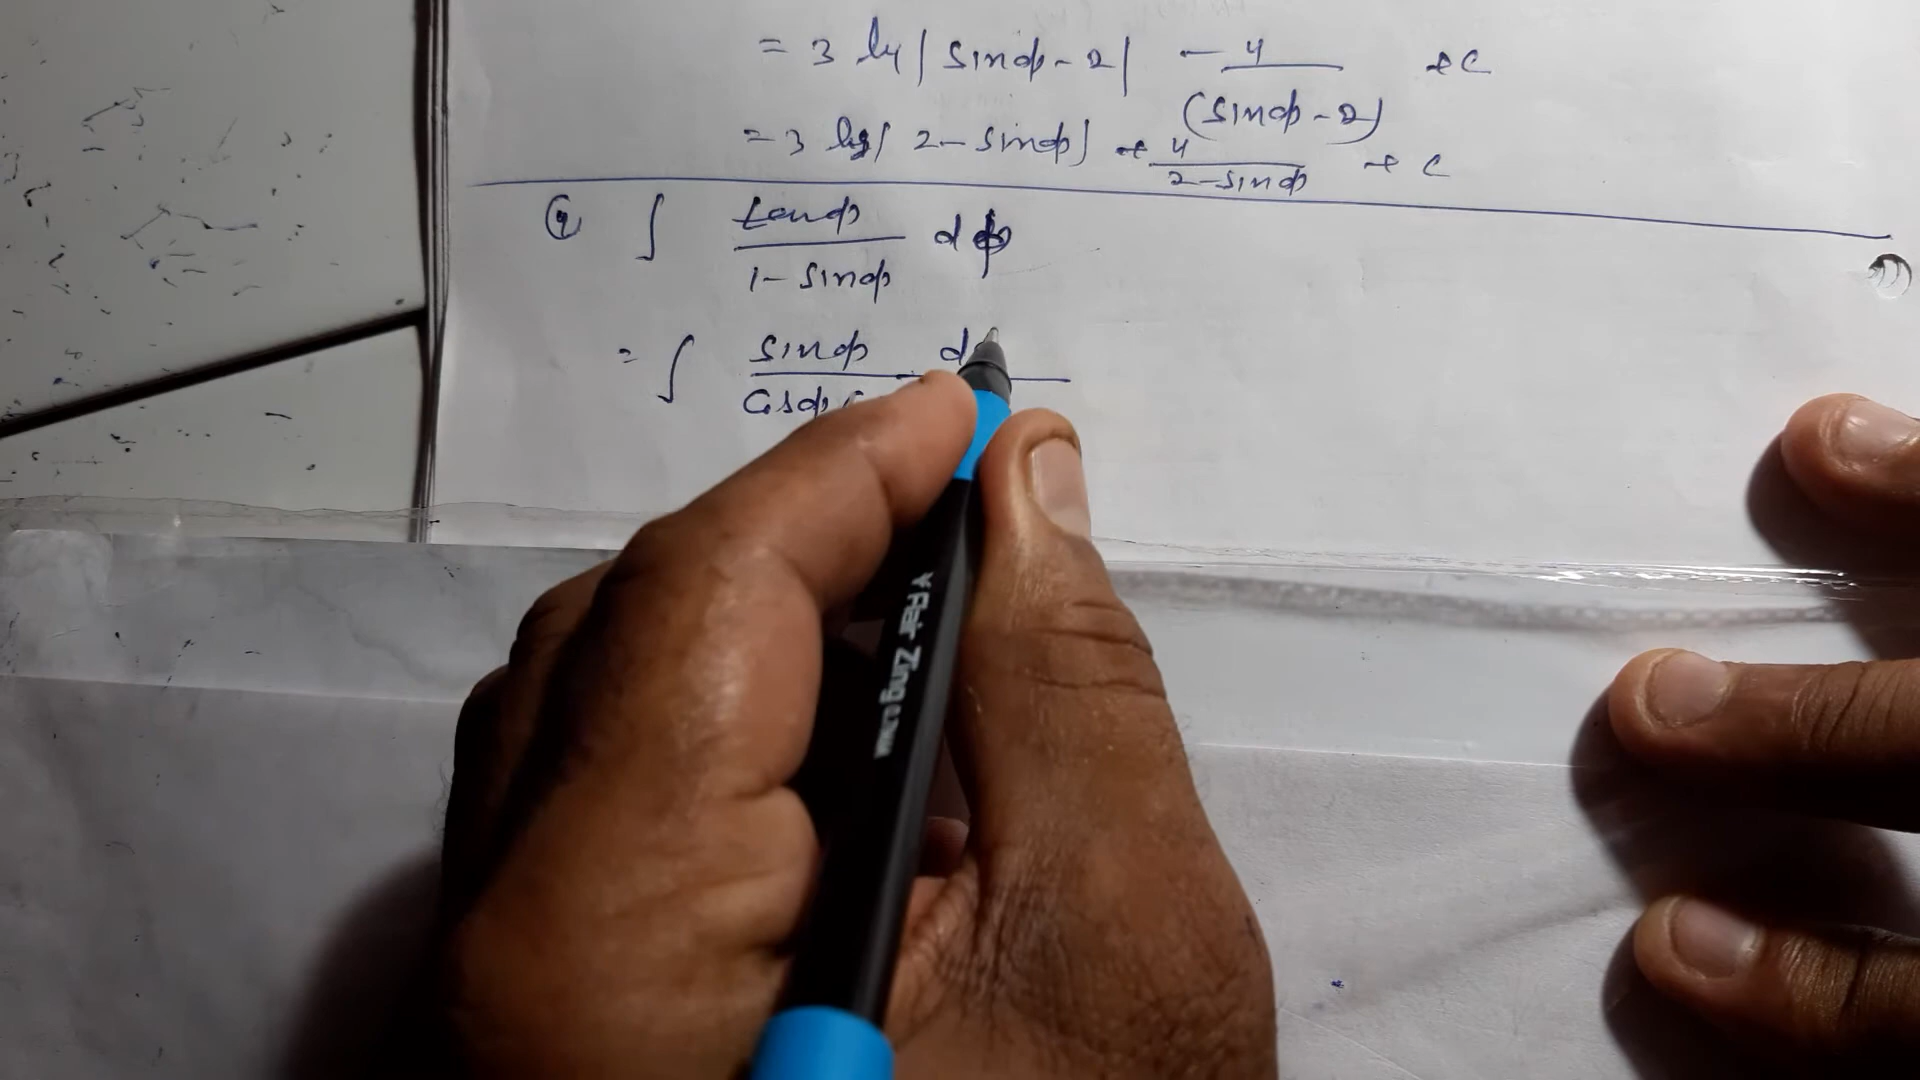 = 3 log | sinφ - 2 | - 4 / (sinφ - 2) + C
= 3 log | 2 - sinφ | + 4 / 2 - sinφ + C
④ ∫ tanφ / 1 - sinφ dφ
= ∫ sinφ d / cosφ
Flair Zing